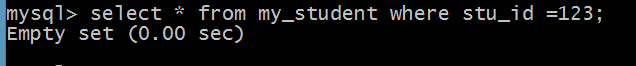 mysql> select * from my_student where stu_id =123;
Empty set (0.00 sec)